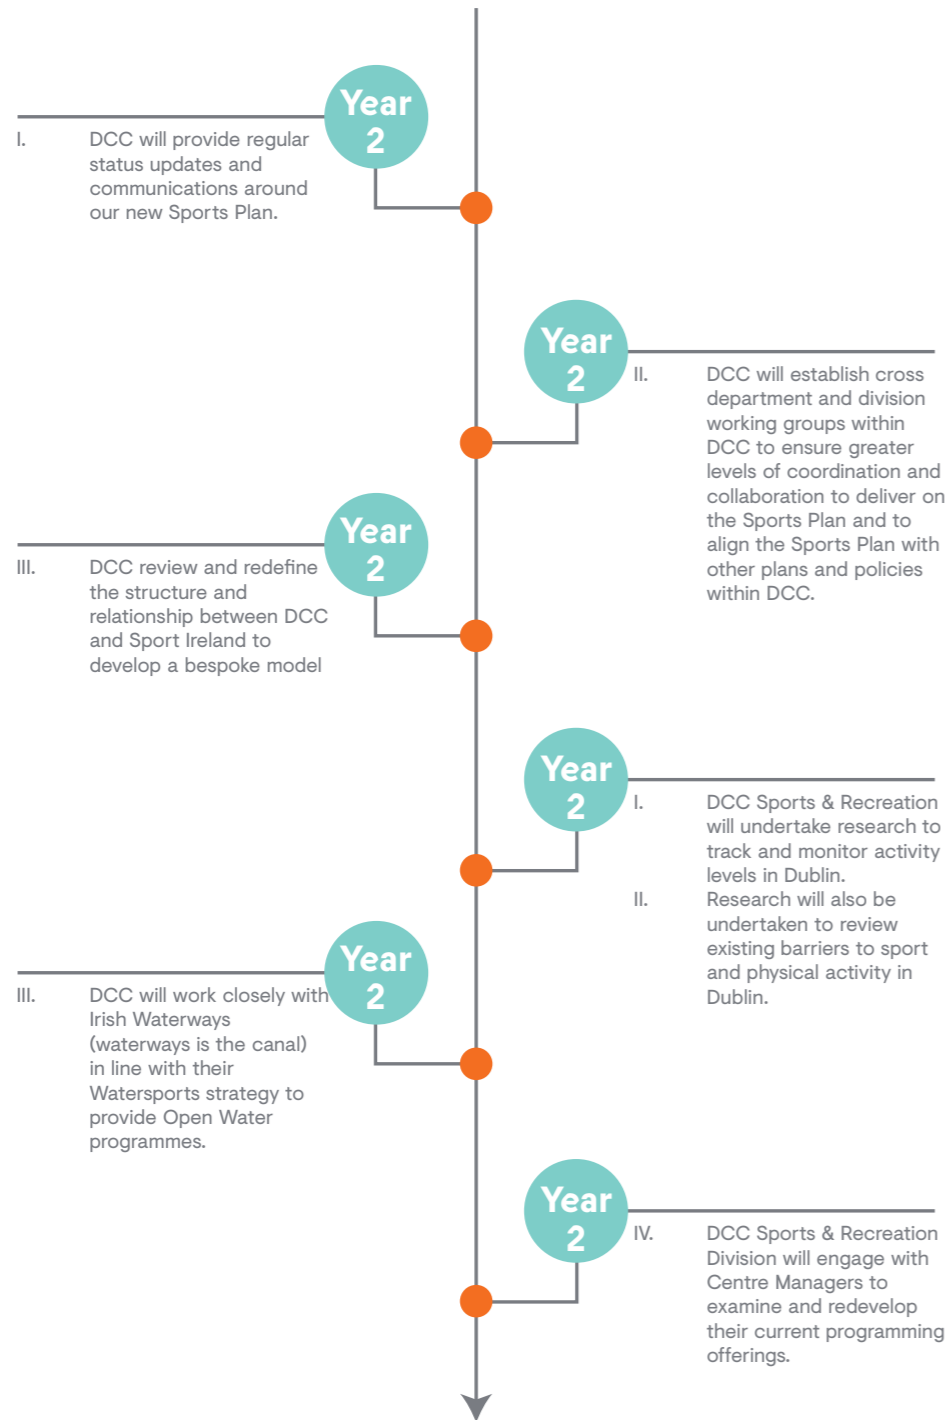 Year
2
I. DCC will provide regular
status updates and
communications around
our new Sports Plan.
Year
2
II. DCC will establish cross
department and division
working groups within
DCC to ensure greater
levels of coordination and
collaboration to deliver on
the Sports Plan and to
align the Sports Plan with
other plans and policies
within DCC.
Year
2
III. DCC review and redefine
the structure and
relationship between DCC
and Sport Ireland to
develop a bespoke model
Year
2
I. DCC Sports & Recreation
will undertake research to
track and monitor activity
levels in Dublin.
II. Research will also be
undertaken to review
existing barriers to sport
and physical activity in
Dublin.
Year
2
III. DCC will work closely with
Irish Waterways
(waterways is the canal)
in line with their
Watersports strategy to
provide Open Water
programmes.
Year
2
IV. DCC Sports & Recreation
Division will engage with
Centre Managers to
examine and redevelop
their current programming
offerings.